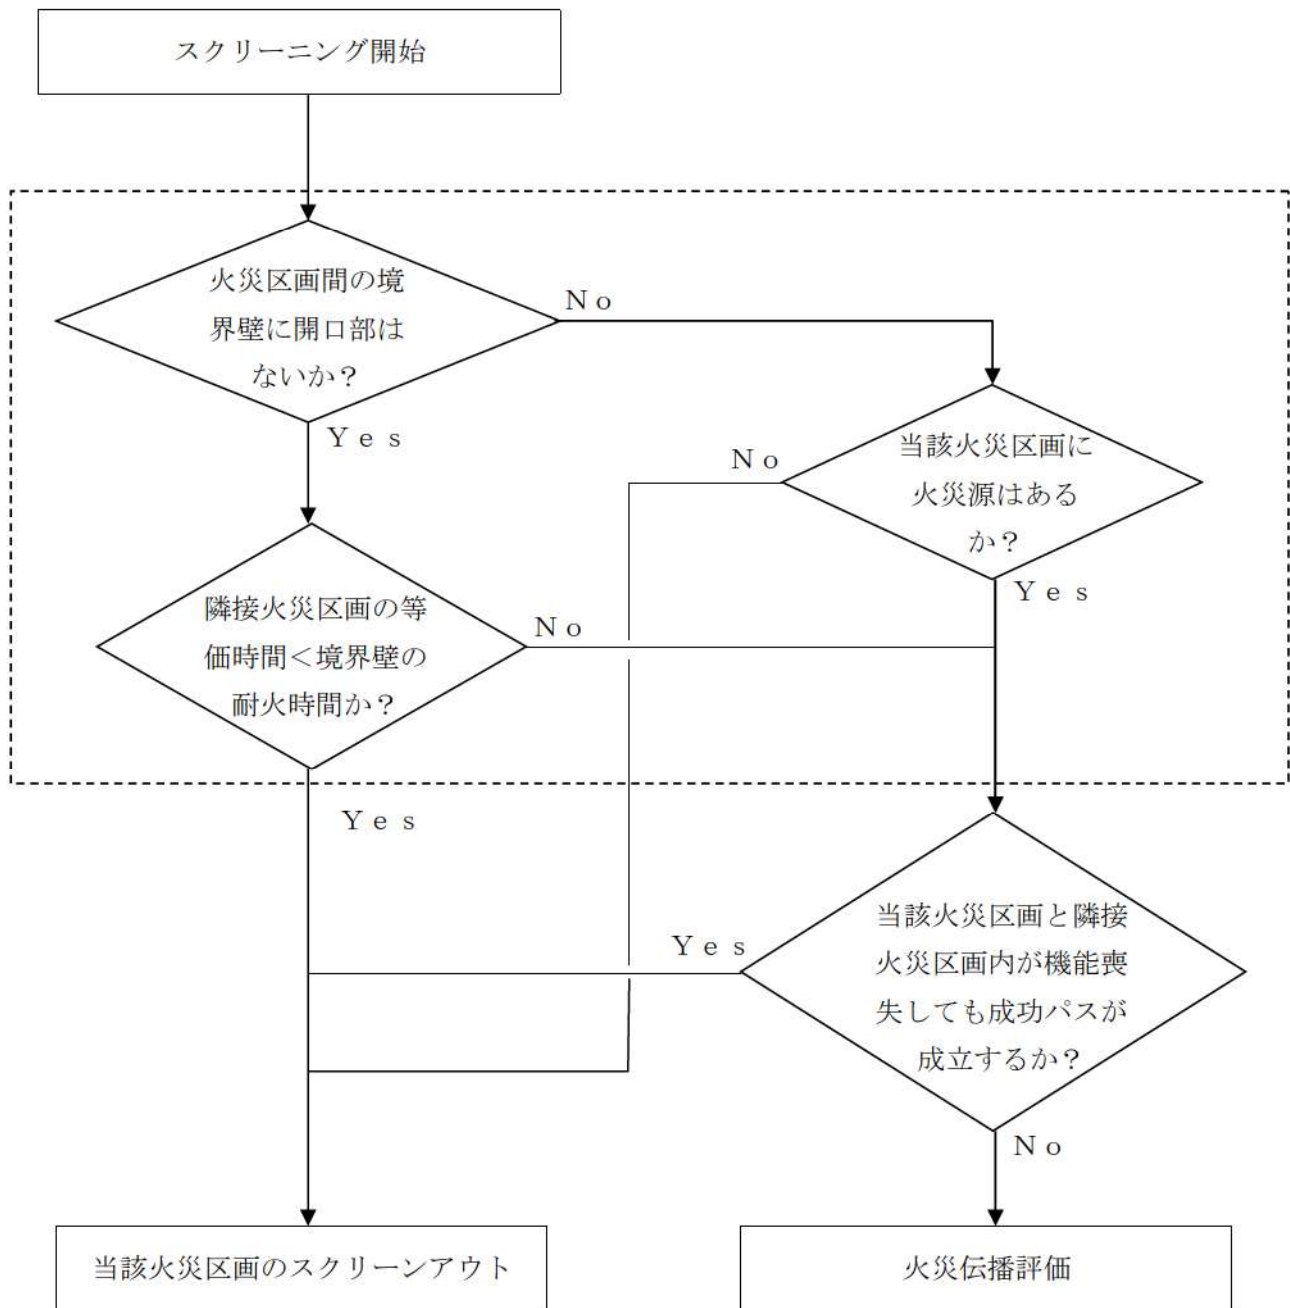 スクリーニング開始
火災区画間の境
界壁に開口部は
ないか？
No
Yes
当該火災区画に
火災源はある
か？
No
Yes
隣接火災区画の等
価時間＜境界壁の
耐火時間か？
No
Yes
当該火災区画と隣接
火災区画内が機能喪
失しても成功パスが
成立するか？
Yes
No
当該火災区画のスクリーンアウト
火災伝播評価